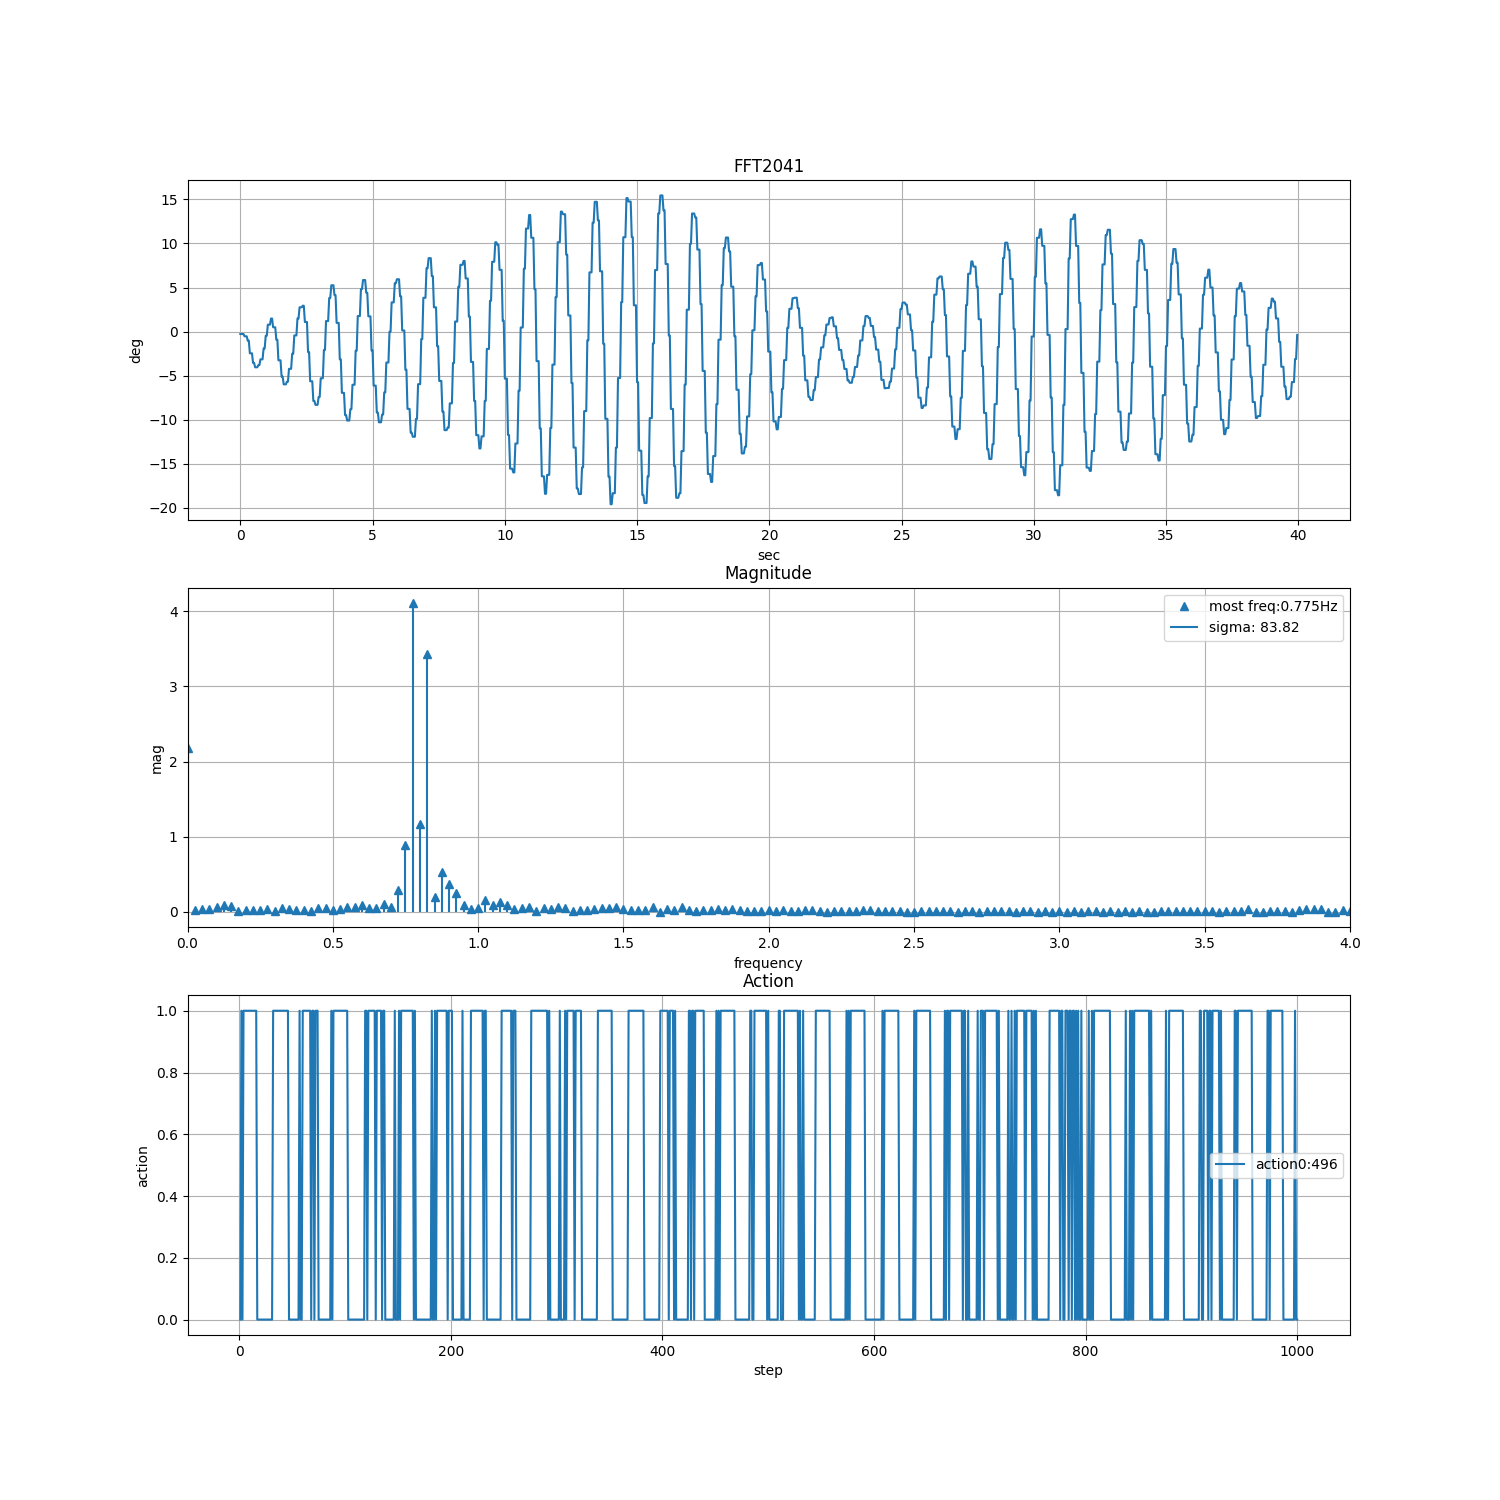 FFT2041
15
10
5
0
−5
−10
−15
−20
deg
0 5 10 15 20 25 30 35 40
sec
Magnitude
4
3
2
1
0
mag
most freq:0.775Hz
sigma: 83.82
0.0 0.5 1.0 1.5 2.0 2.5 3.0 3.5 4.0
frequency
Action
1.0
0.8
0.6
0.4
0.2
0.0
action
action0:496
0 200 400 600 800 1000
step